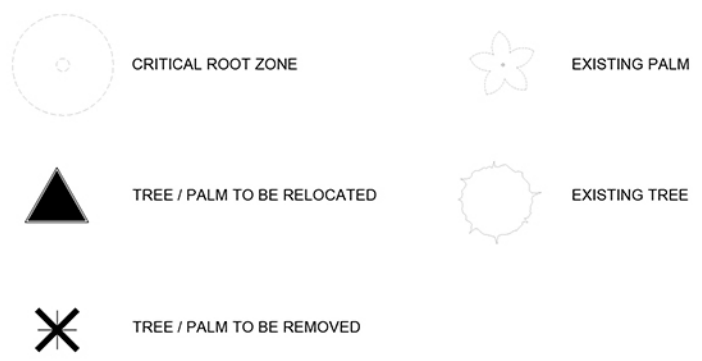 CRITICAL ROOT ZONE
EXISTING PALM
TREE / PALM TO BE RELOCATED
EXISTING TREE
TREE / PALM TO BE REMOVED